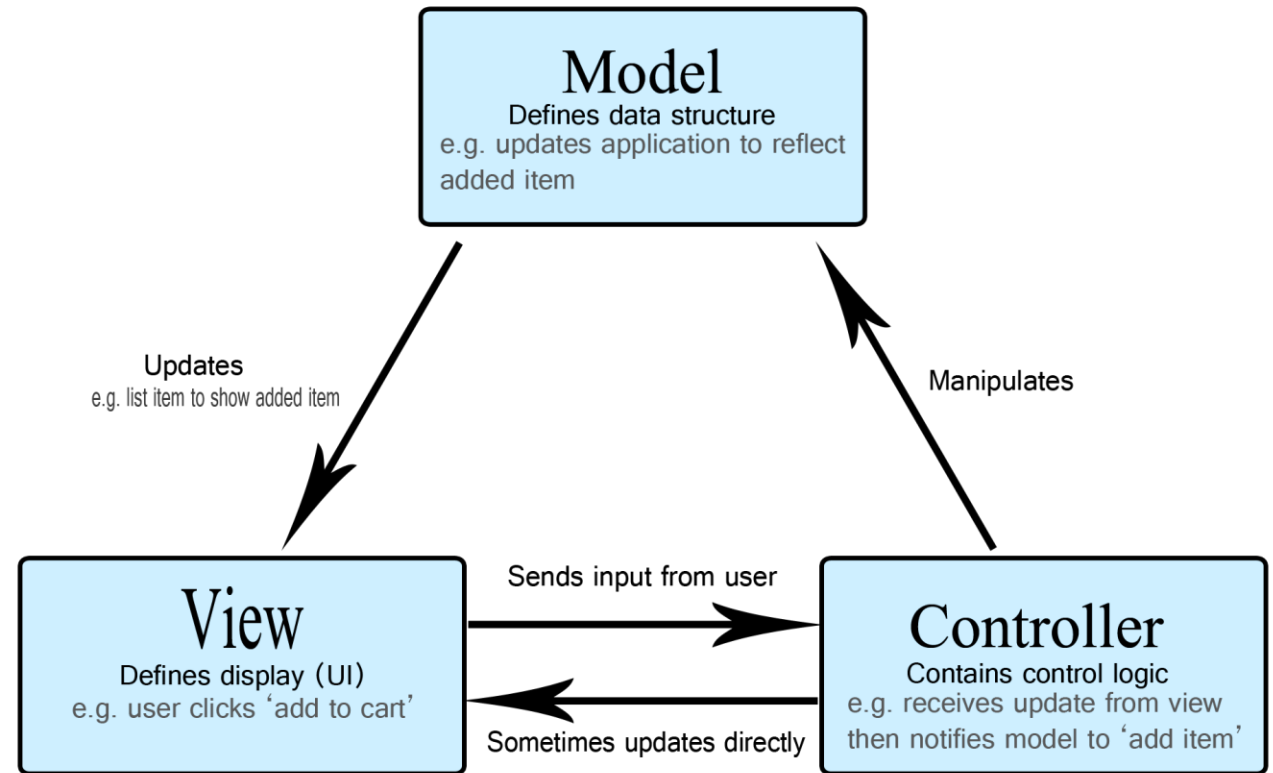 Model
Defines data structure
e.g. updates application to reflect
added item
Updates
e.g. list item to show added item
Manipulates
Sends input from user
View
Defines display (UI)
e.g. user clicks ‘add to cart’
Controller
Contains control logic
e.g. receives update from view
then notifies model to ‘add item’
Sometimes updates directly